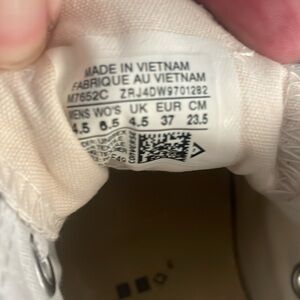 MADE IN VIETNAM
FABRIQUE AU VIETNAM
M7652C ZRJ4DW9701282
MENS WO'S UK EUR CM
4.5 6.5 4.5 37 23.5
CONVERSE